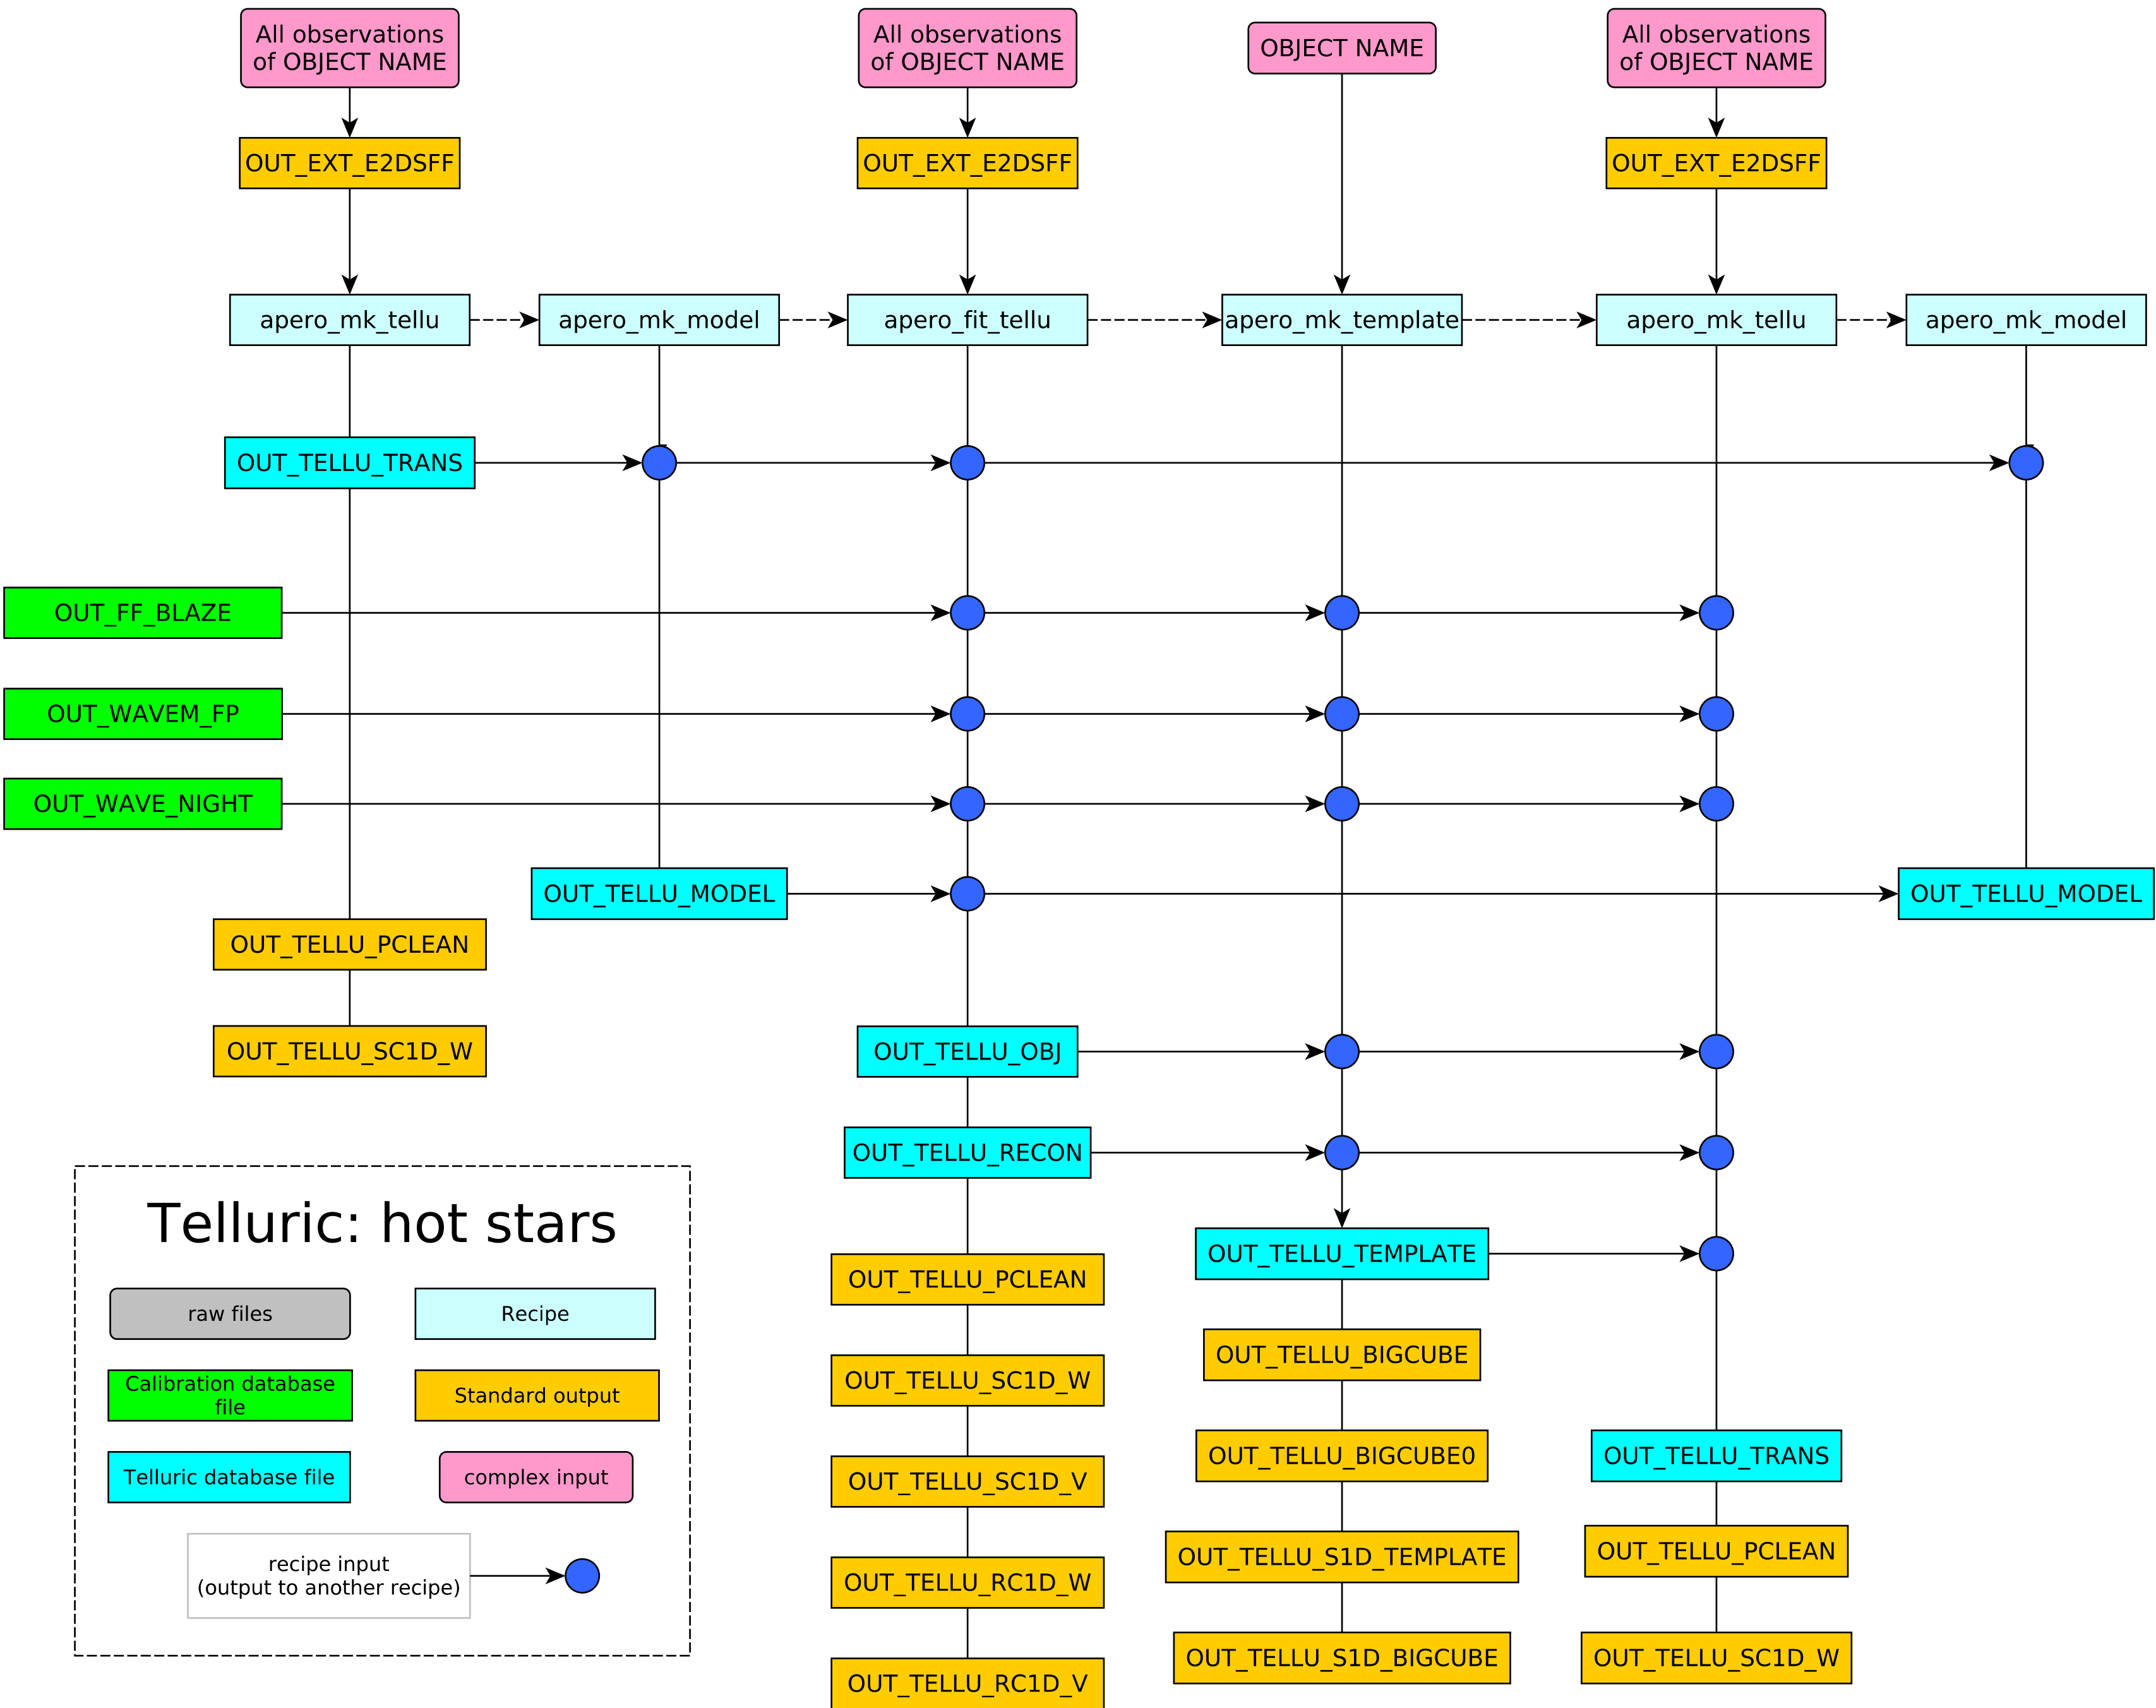 All observations
of OBJECT NAME
All observations
of OBJECT NAME
OBJECT NAME
All observations
of OBJECT NAME
OUT_EXT_E2DSFF
OUT_EXT_E2DSFF
OUT_EXT_E2DSFF
apero_mk_tellu
apero_mk_model
apero_fit_tellu
apero_mk_template
apero_mk_tellu
apero_mk_model
OUT_TELLU_TRANS
OUT_FF_BLAZE
OUT_WAVEM_FP
OUT_WAVE_NIGHT
OUT_TELLU_MODEL
OUT_TELLU_MODEL
OUT_TELLU_PCLEAN
OUT_TELLU_SC1D_W
OUT_TELLU_OBJ
OUT_TELLU_RECON
OUT_TELLU_TEMPLATE
OUT_TELLU_PCLEAN
OUT_TELLU_BIGCUBE
OUT_TELLU_SC1D_W
OUT_TELLU_BIGCUBE0
OUT_TELLU_TRANS
OUT_TELLU_SC1D_V
OUT_TELLU_S1D_TEMPLATE
OUT_TELLU_PCLEAN
OUT_TELLU_RC1D_W
OUT_TELLU_S1D_BIGCUBE
OUT_TELLU_SC1D_W
OUT_TELLU_RC1D_V
Telluric: hot stars
raw files
Recipe
Calibration database
file
Standard output
Telluric database file
complex input
recipe input
(output to another recipe)